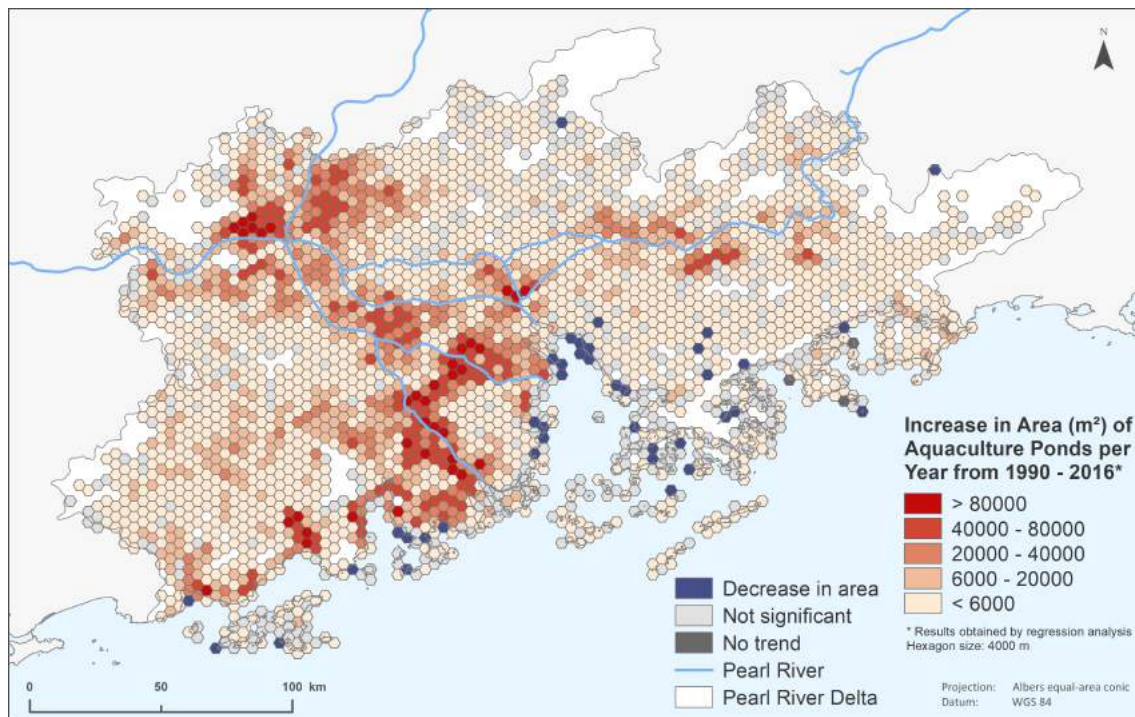 N
Increase in Area (m²) of
Aquaculture Ponds per
Year from 1990 - 2016*
> 80000
40000 - 80000
20000 - 40000
6000 - 20000
< 6000
* Results obtained by regression analysis
Hexagon size: 4000 m
Decrease in area
Not significant
No trend
Pearl River
Pearl River Delta
0 50 100 km
Projection: Albers equal-area conic
Datum: WGS 84